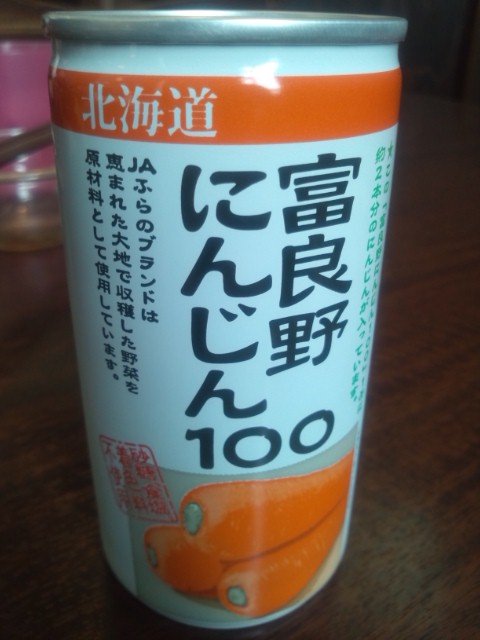 北海道
富良野
にんじん
100
JAふらのブランドは
恵まれた大地で収穫した野菜を
原材料として使用しています。
約2本分のにんじんが入っています。
砂糖・食塩
不使用